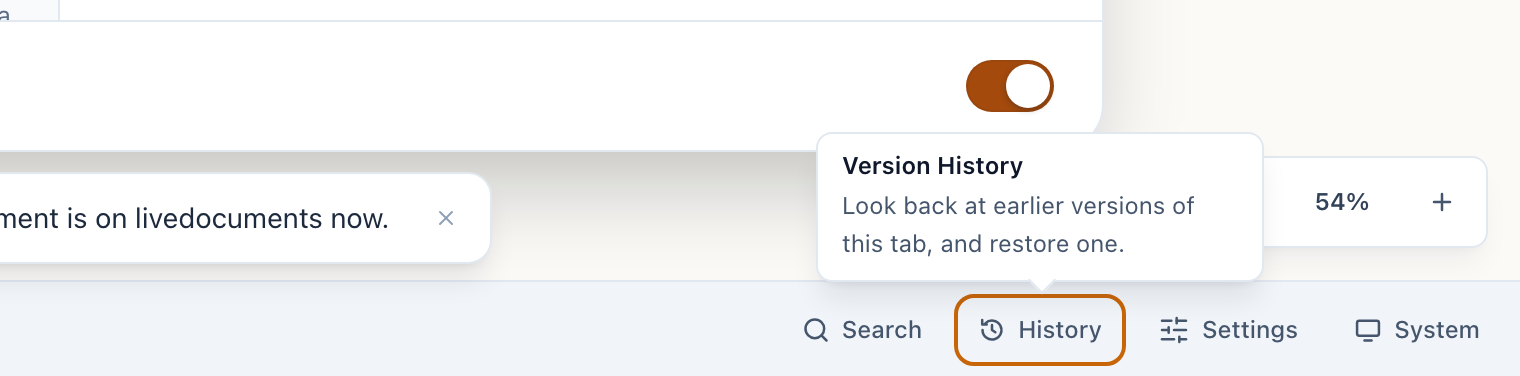 a
ment is on livedocuments now.
Version History
Look back at earlier versions of
this tab, and restore one.
54%
Search
History
Settings
System